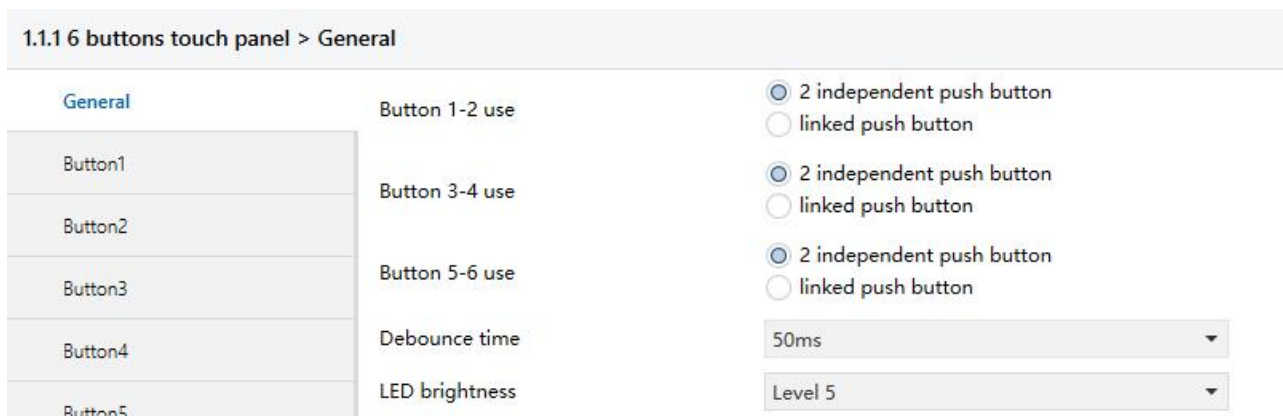 1.1.1 6 buttons touch panel > General
General
Button1
Button2
Button3
Button4
Button5
Button 1-2 use
2 independent push button
linked push button
Button 3-4 use
2 independent push button
linked push button
Button 5-6 use
2 independent push button
linked push button
Debounce time
50ms
LED brightness
Level 5